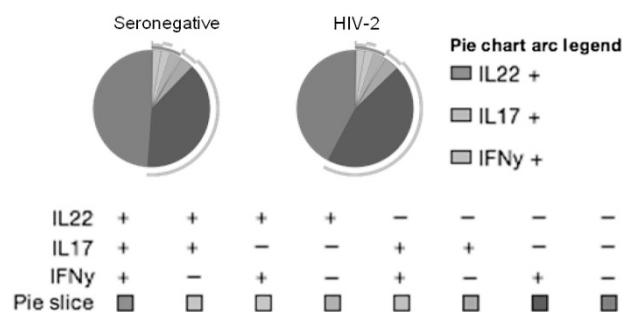 Seronegative
HIV-2
Pie chart arc legend
IL22 +
IL17 +
IFNy +
IL22 + + + + − − − −
IL17 + + − − + + − −
IFNy + − + − + − + −
Pie slice